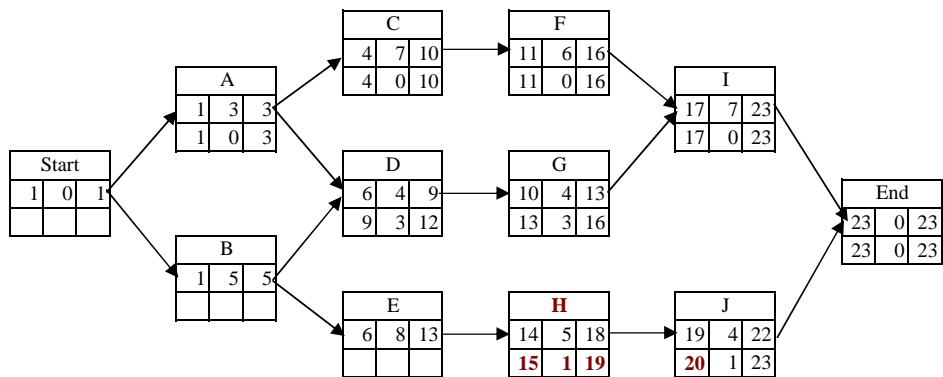 C
4 7 10
4 0 10
F
11 6 16
11 0 16
A
1 3 3
1 0 3
I
17 7 23
17 0 23
Start
1 0 1
D
6 4 9
9 3 12
G
10 4 13
13 3 16
End
23 0 23
23 0 23
B
1 5 5
E
6 8 13
H
14 5 18
15 1 19
J
19 4 22
20 1 23